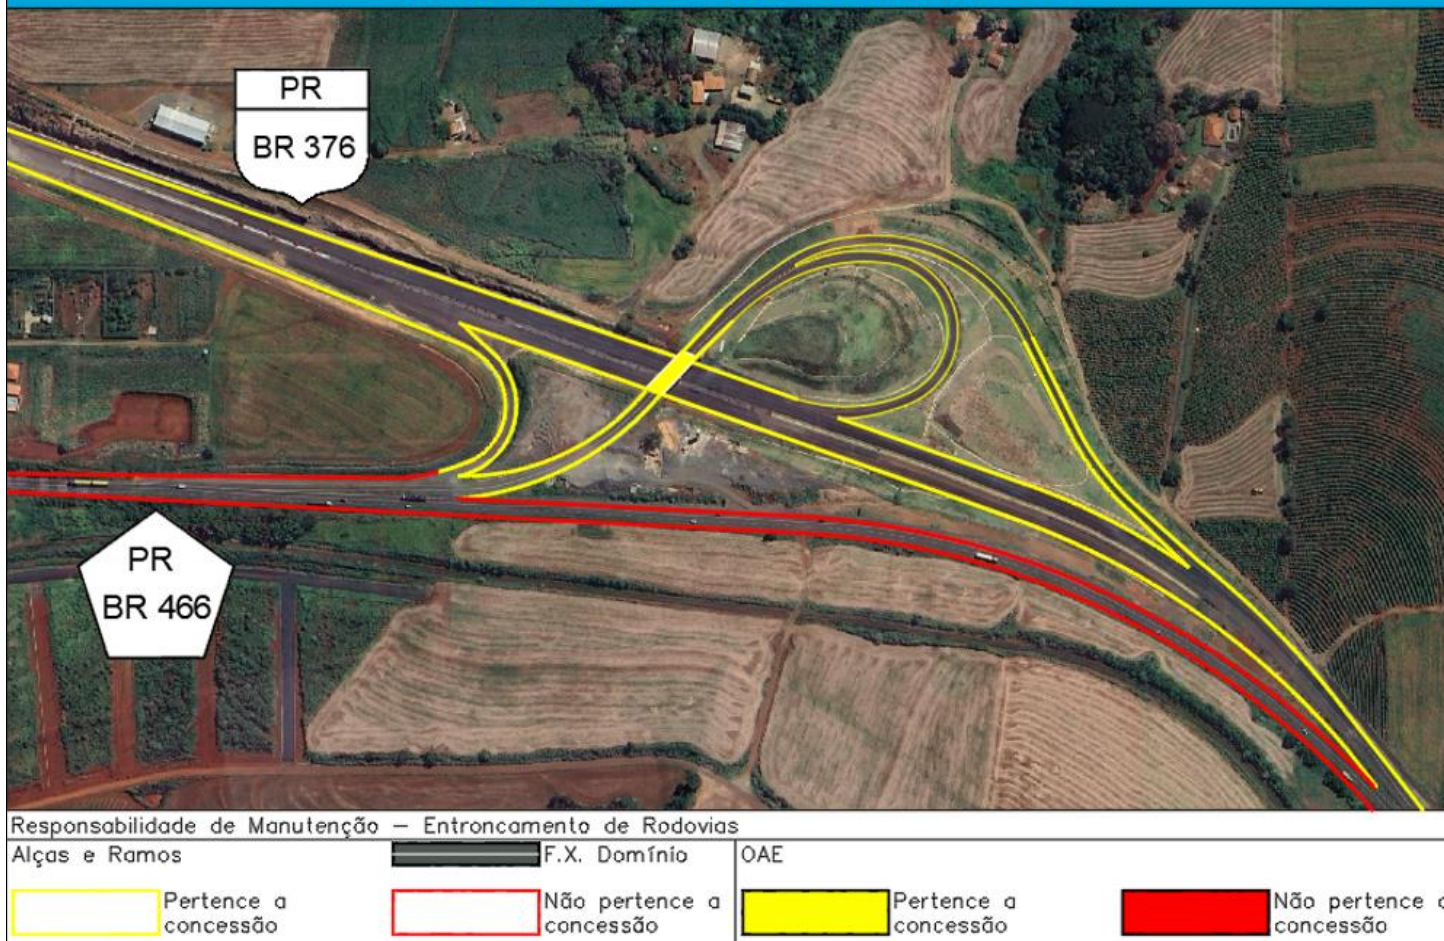 PR
BR 376
PR
BR 466
Responsabilidade de Manutenção – Entroncamento de Rodovias
Alças e Ramos
F.X. Domínio
OAE
Pertence a
concessão
Não pertence a
concessão
Pertence a
concessão
Não pertence a
concessão